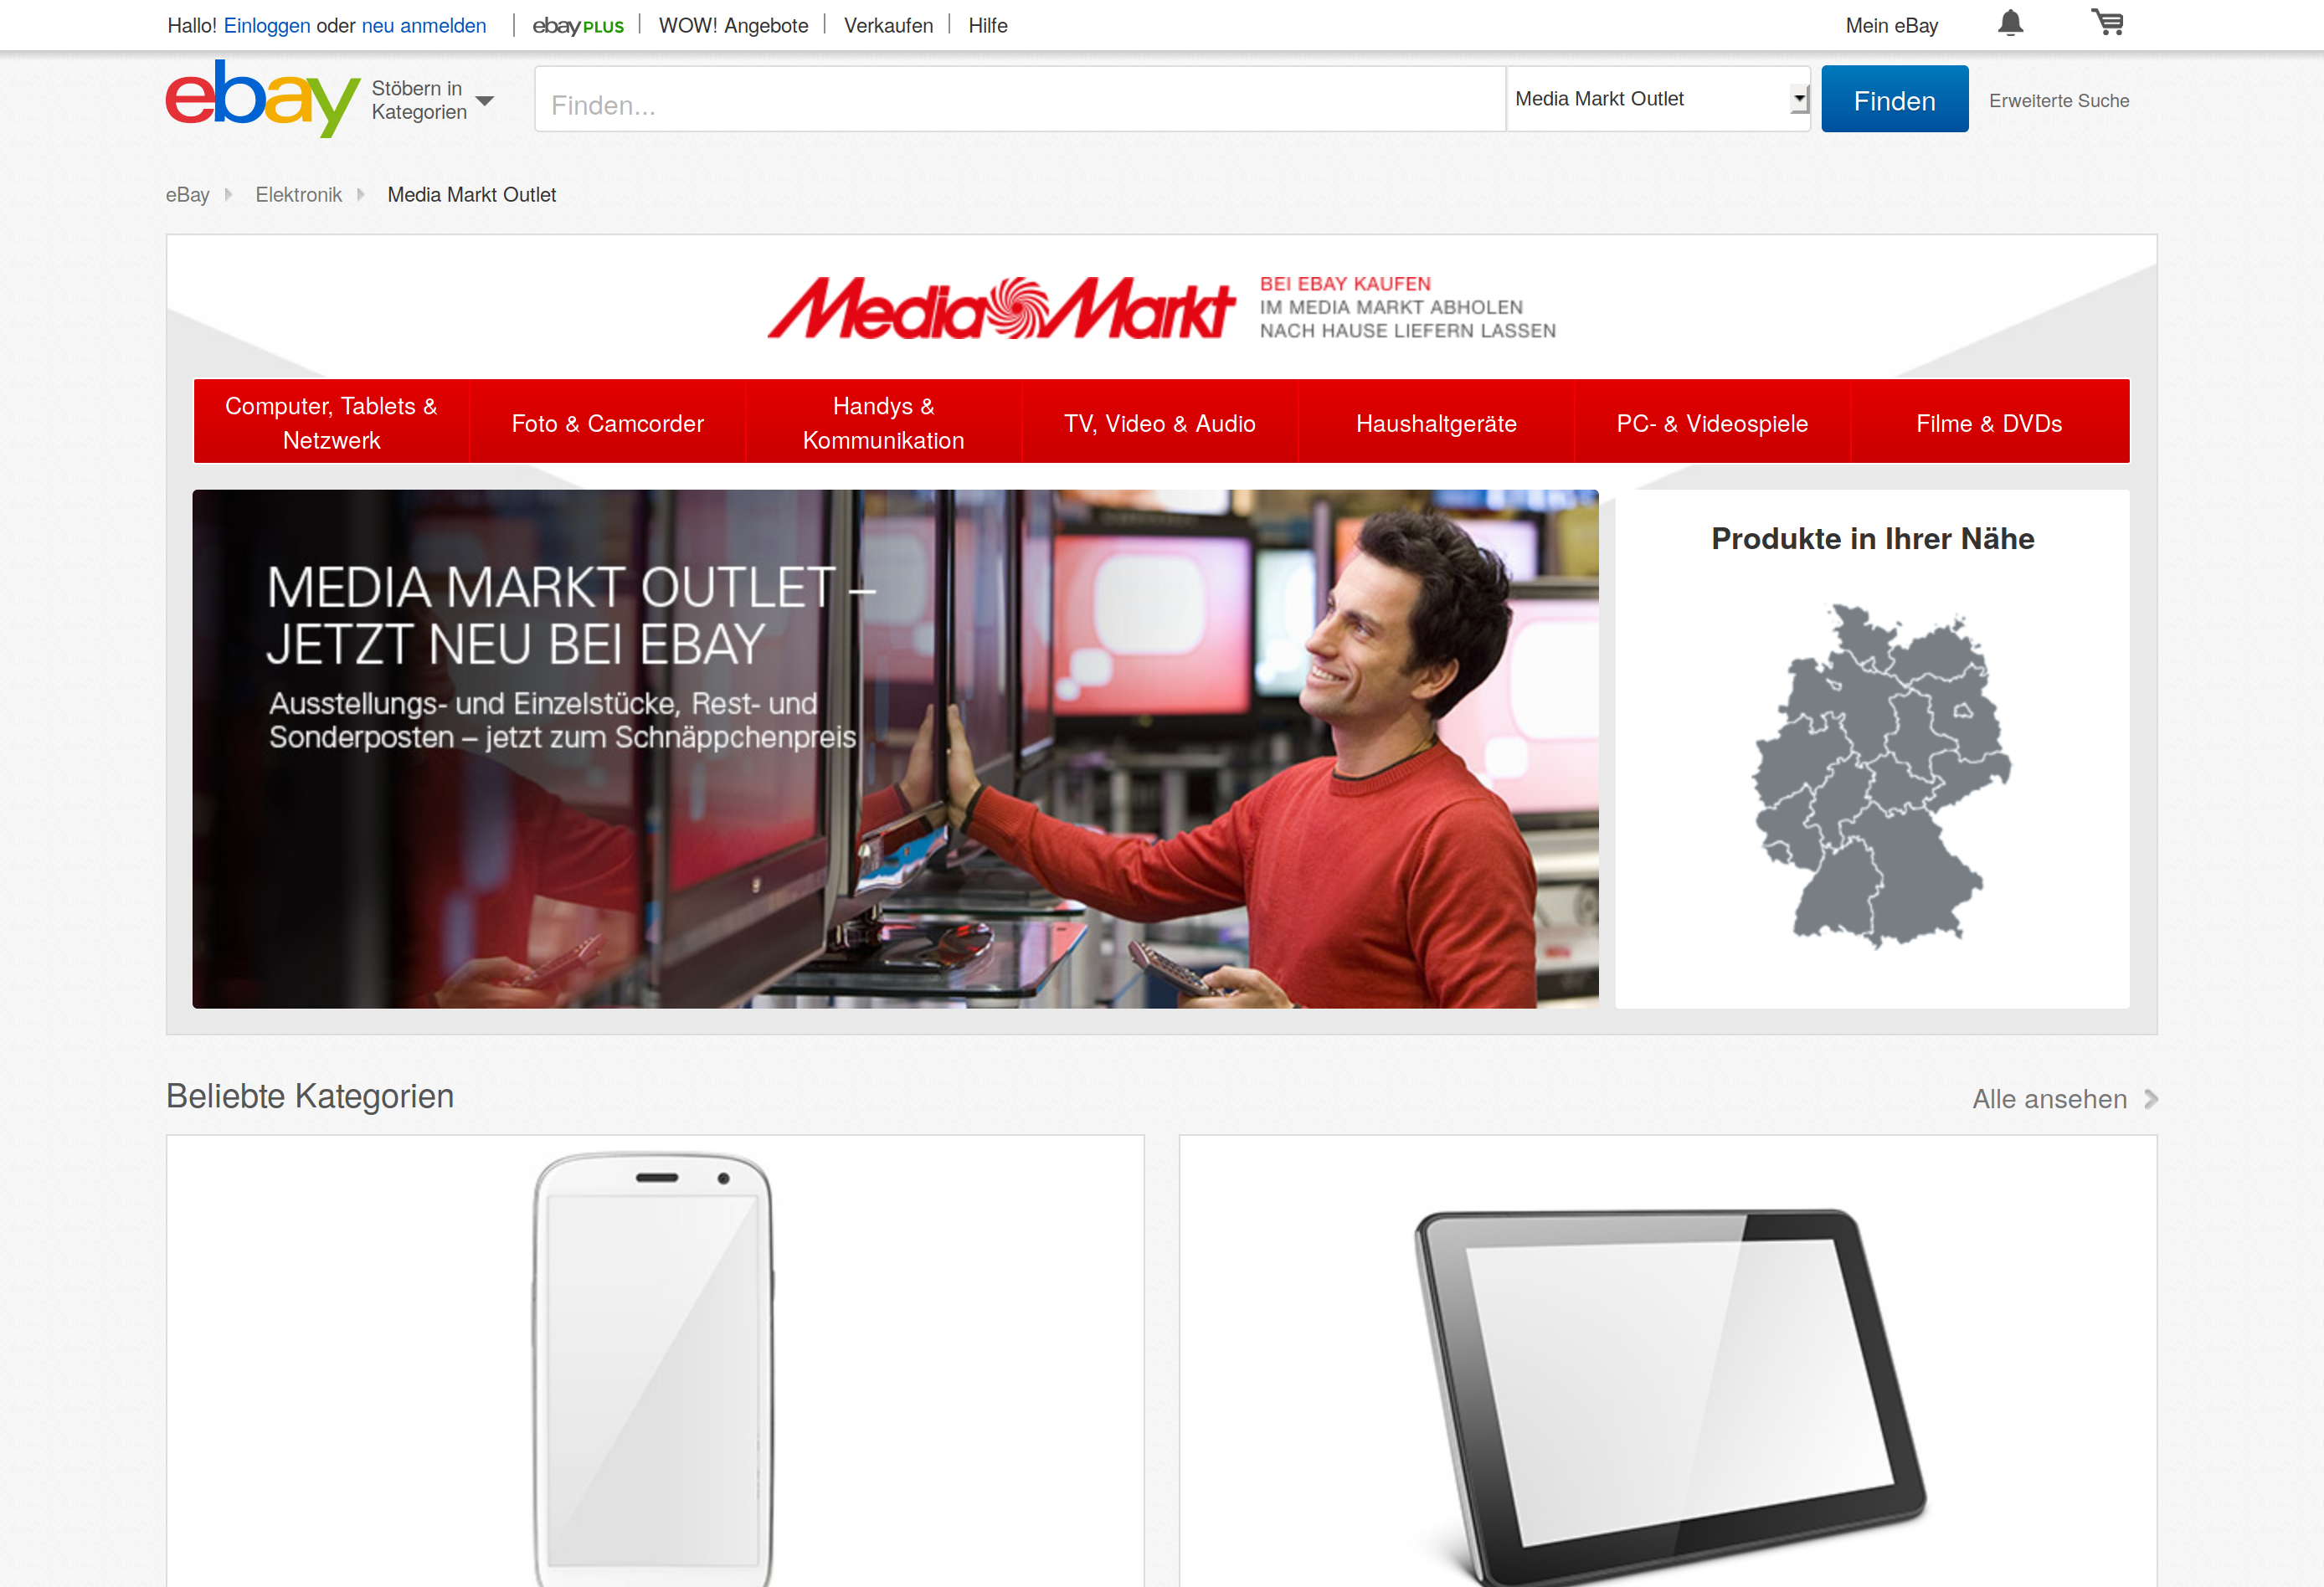 Hallo! Einloggen oder neu anmelden
ebay PLUS
WOW! Angebote
Verkaufen
Hilfe
Mein eBay
ebay
Stöbern in
Kategorien
Finden...
Media Markt Outlet
Finden
Erweiterte Suche
eBay
Elektronik
Media Markt Outlet
Media Markt
BEI EBAY KAUFEN
IM MEDIA MARKT ABHOLEN
NACH HAUSE LIEFERN LASSEN
Computer, Tablets &
Netzwerk
Foto & Camcorder
Handys &
Kommunikation
TV, Video & Audio
Haushaltgeräte
PC- & Videospiele
Filme & DVDs
MEDIA MARKT OUTLET –
JETZT NEU BEI EBAY
Ausstellungs- und Einzelstücke, Rest- und
Sonderposten – jetzt zum Schnäppchenpreis
Produkte in Ihrer Nähe
Beliebte Kategorien
Alle ansehen